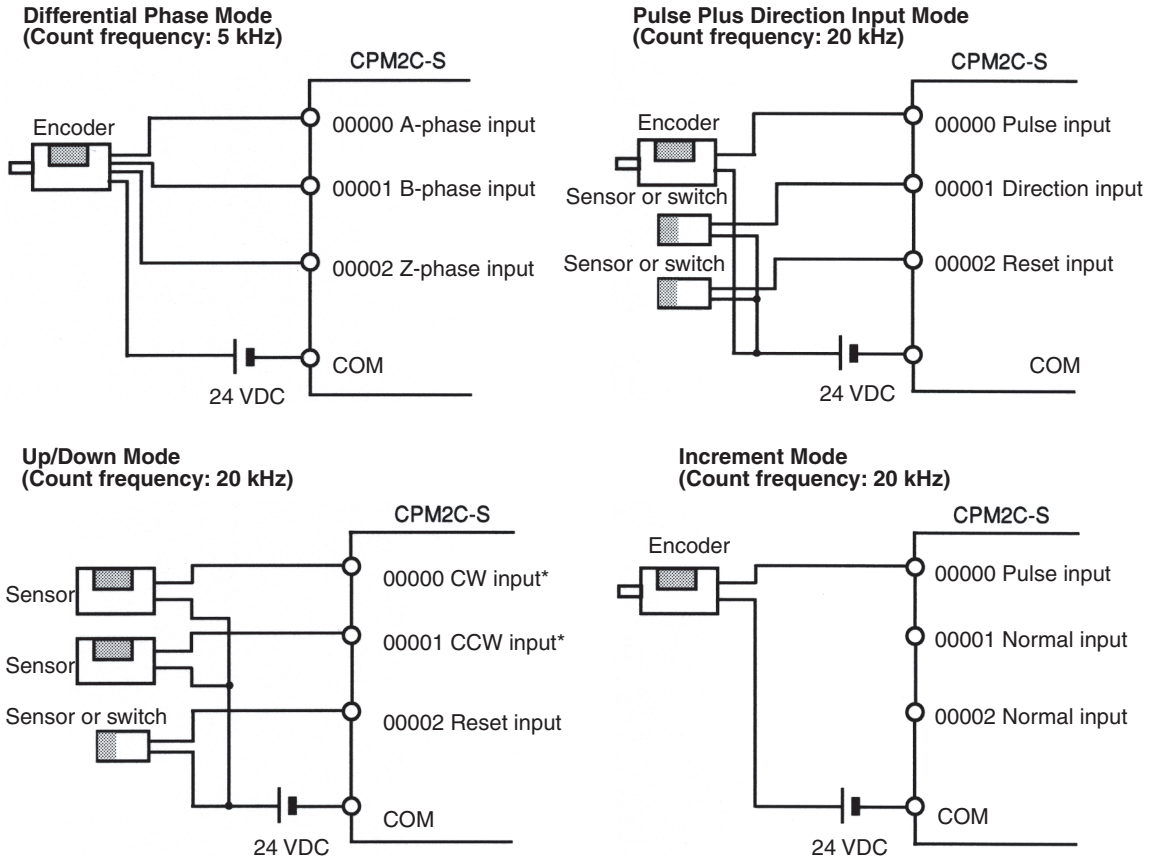 Differential Phase Mode
(Count frequency: 5 kHz)
CPM2C-S
Encoder
00000 A-phase input
00001 B-phase input
00002 Z-phase input
COM
24 VDC
Pulse Plus Direction Input Mode
(Count frequency: 20 kHz)
CPM2C-S
Encoder
00000 Pulse input
Sensor or switch
00001 Direction input
Sensor or switch
00002 Reset input
COM
24 VDC
Up/Down Mode
(Count frequency: 20 kHz)
CPM2C-S
Sensor
00000 CW input*
Sensor
00001 CCW input*
Sensor or switch
00002 Reset input
COM
24 VDC
Increment Mode
(Count frequency: 20 kHz)
CPM2C-S
Encoder
00000 Pulse input
00001 Normal input
00002 Normal input
COM
24 VDC